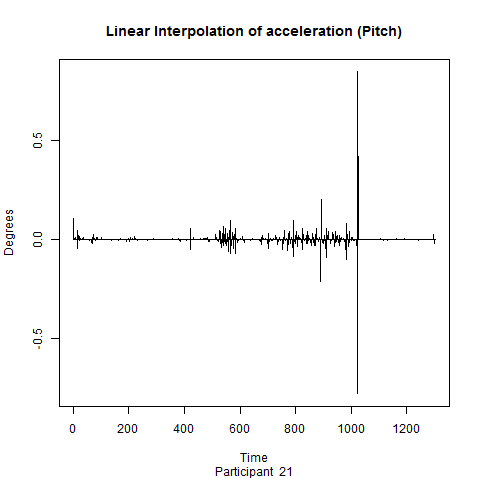 Linear Interpolation of acceleration (Pitch)
Degrees
0.5
0.0
-0.5
0 200 400 600 800 1000 1200
Time
Participant 21